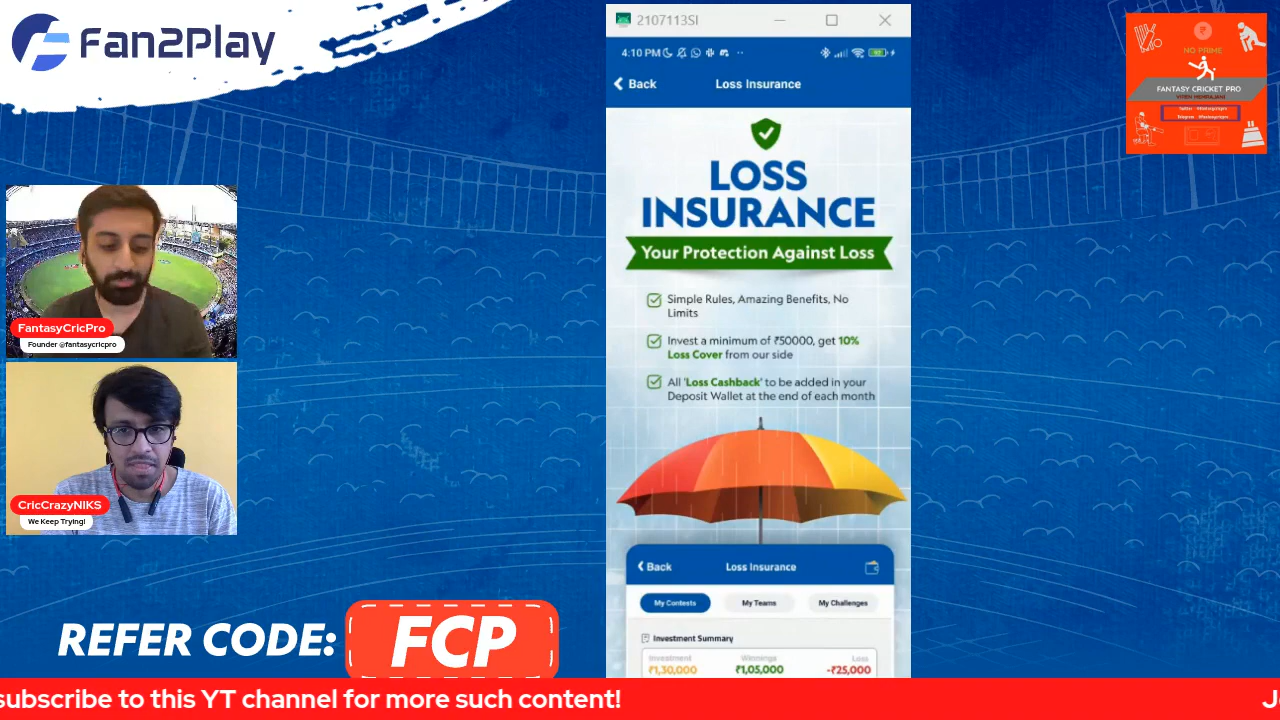 Fan2Play
FantasyCricPro
Founder @fantasycricpro
CricCrazyNIKS
We Keep Trying!
REFER CODE:
FCP
2107113SI
4:10 PM
Back
Loss Insurance
LOSS
INSURANCE
Your Protection Against Loss
Simple Rules, Amazing Benefits, No
Limits
Invest a minimum of ₹50000, get 10%
Loss Cover from our side
All 'Loss Cashback' to be added in your
Deposit Wallet at the end of each month
Back
Loss Insurance
My Contests
My Teams
My Challenges
Investment Summary
Investment
Winnings
Loss
₹1,30,000
₹1,05,000
-₹25,000
NO PRIME
FANTASY CRICKET PRO
subscribe to this YT channel for more such content!